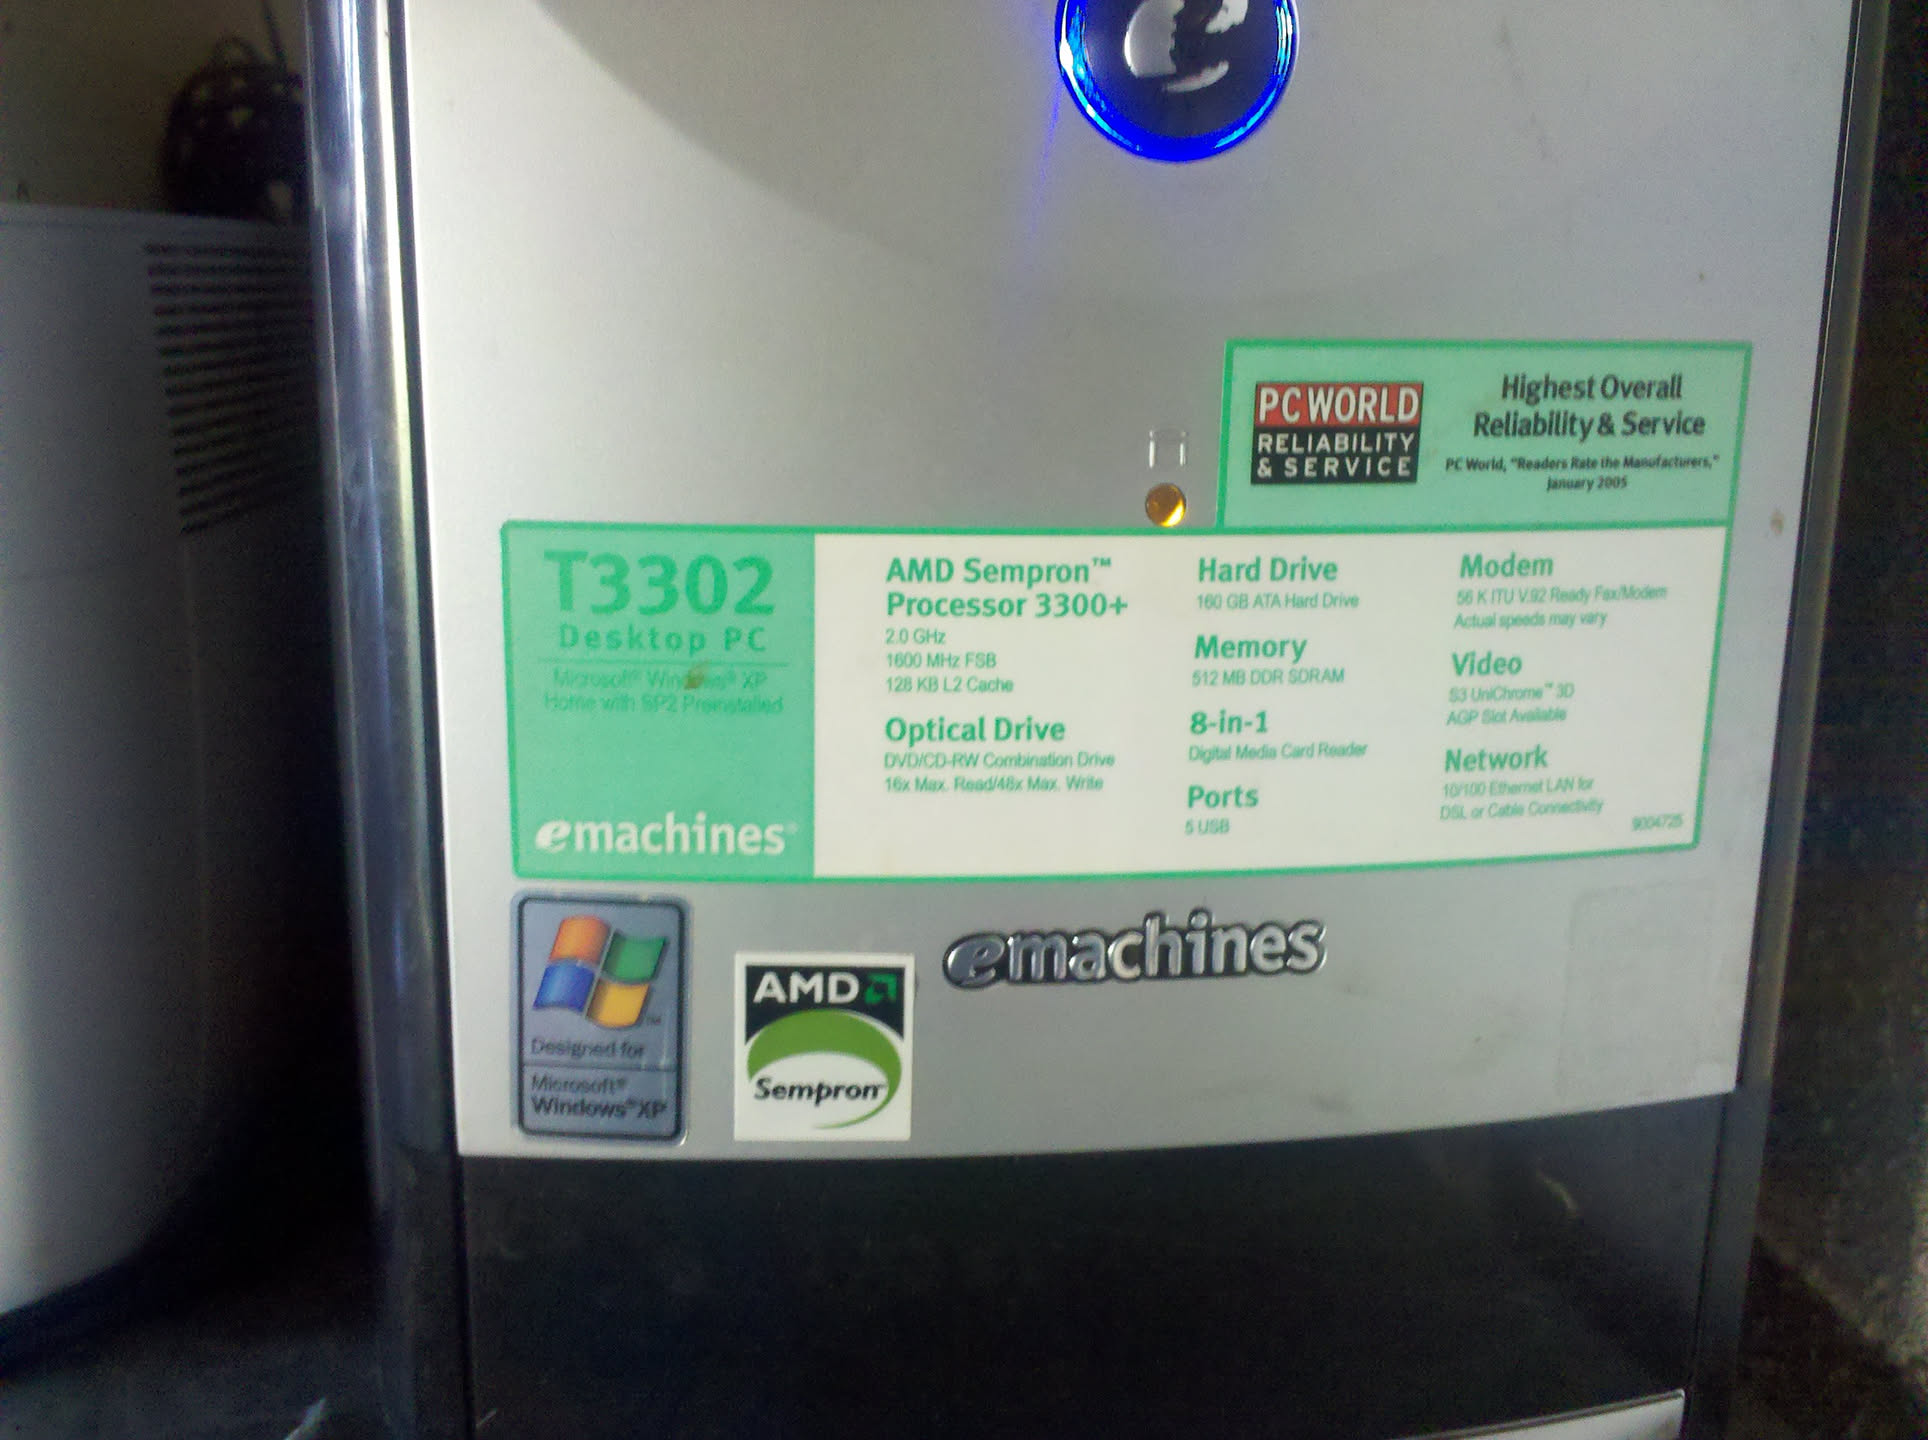 PC WORLD
RELIABILITY
& SERVICE
Highest Overall
Reliability & Service
PC World, "Readers Rate the Manufacturers,"
January 2005
T3302
Desktop PC
Microsoft® Windows® XP
Home with SP2 Preinstalled
emachines®
AMD Sempron™
Processor 3300+
2.0 GHz
1600 MHz FSB
128 KB L2 Cache
Optical Drive
DVD/CD-RW Combination Drive
16x Max. Read/48x Max. Write
Hard Drive
160 GB ATA Hard Drive
Memory
512 MB DDR SDRAM
8-in-1
Digital Media Card Reader
Ports
5 USB
Modem
56 K ITU V.92 Ready Fax/Modem
Actual speeds may vary
Video
S3 UniChrome™ 3D
AGP Slot Available
Network
10/100 Ethernet LAN for
DSL or Cable Connectivity
9004725
emachines
Designed for
Microsoft®
Windows® XP
AMD
Sempron™